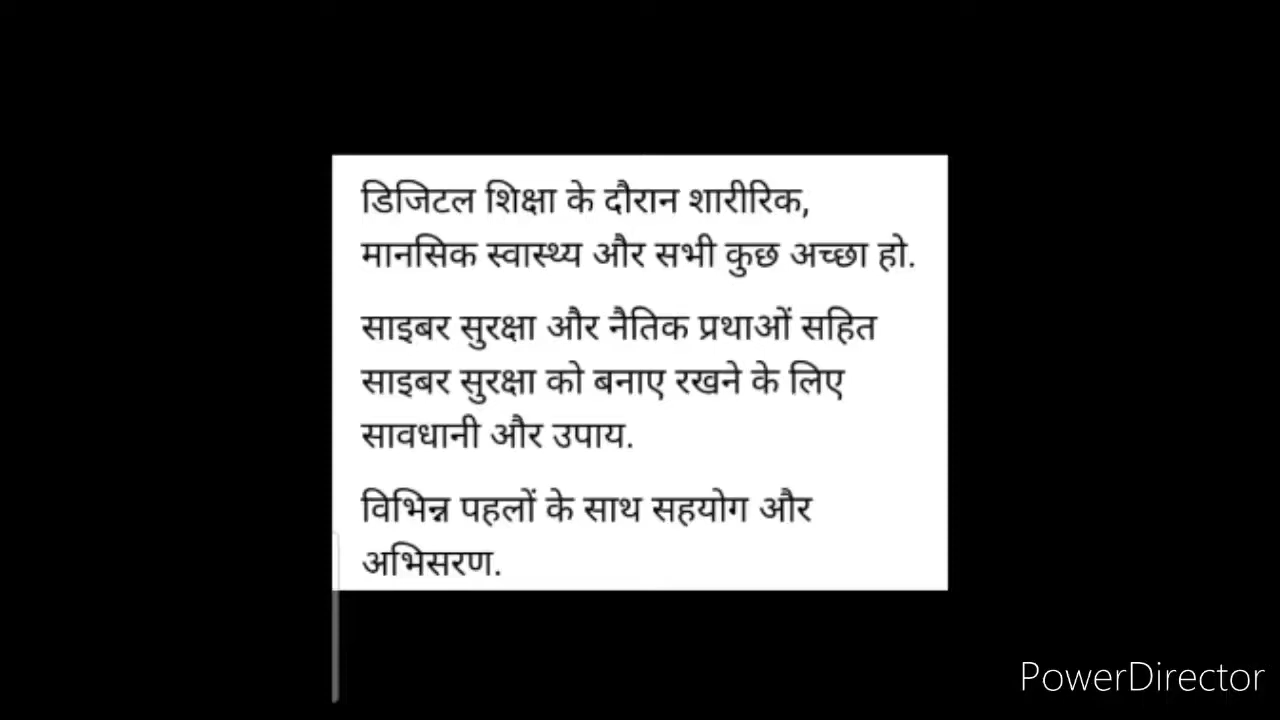 डिजिटल शिक्षा के दौरान शारीरिक,
मानसिक स्वास्थ्य और सभी कुछ अच्छा हो.
साइबर सुरक्षा और नैतिक प्रथाओं सहित
साइबर सुरक्षा को बनाए रखने के लिए
सावधानी और उपाय.
विभिन्न पहलों के साथ सहयोग और
अभिसरण.
PowerDirector